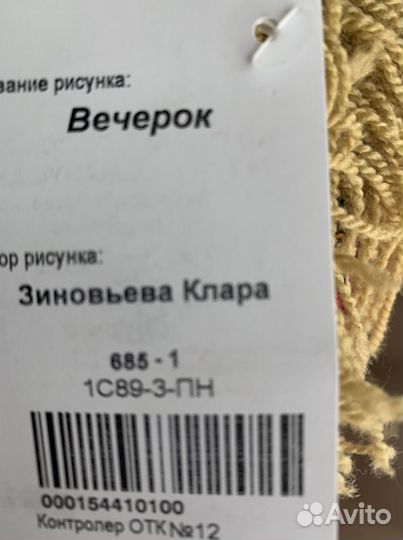 вание рисунка:
Вечерок
ор рисунка:
Зиновьева Клара
685 - 1
1С89-3-ПН
000154410100
Контролер ОТК №12
Avito